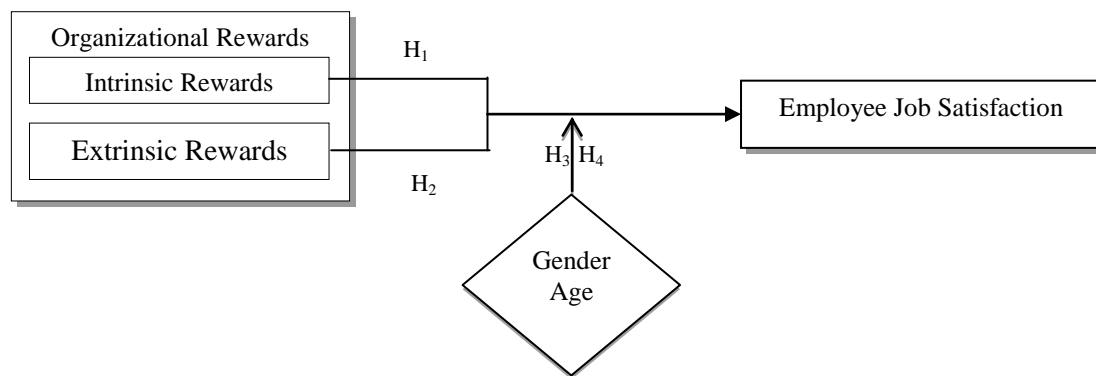 Organizational Rewards
Intrinsic Rewards
Extrinsic Rewards
H₁
H₂
H₃ H₄
Gender
Age
Employee Job Satisfaction